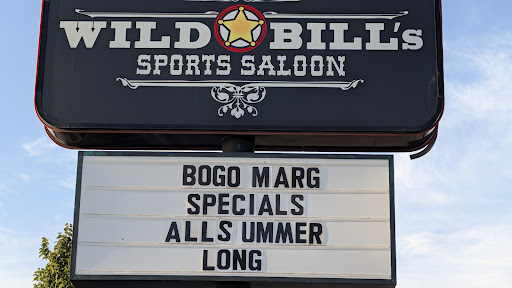 WILD BILL's
SPORTS SALOON
BOGO MARG
SPECIALS
ALLS UMMER
LONG